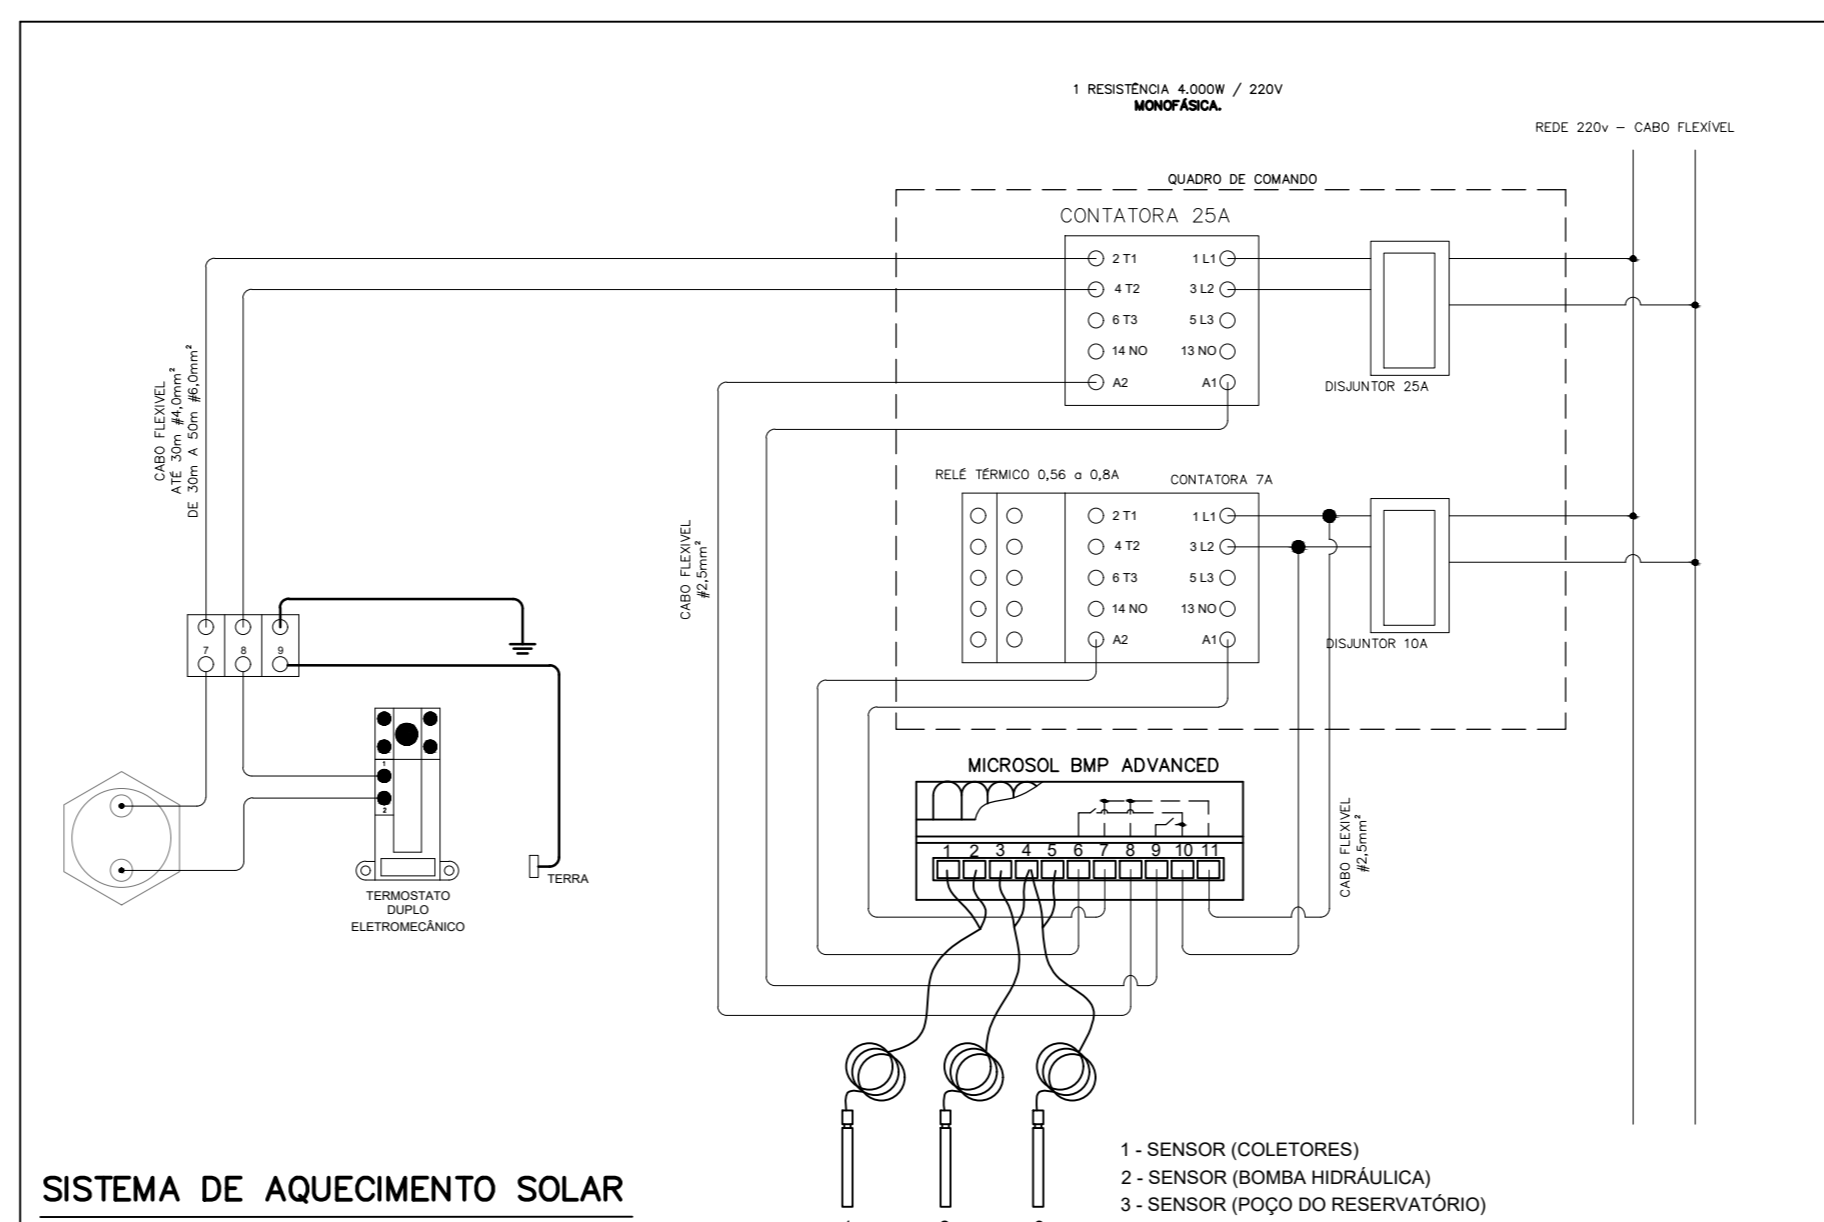 1 RESISTÊNCIA 4.000W / 220V
MONOFÁSICA.
REDE 220v – CABO FLEXÍVEL
QUADRO DE COMANDO
CONTATORA 25A
2 T1 1 L1
4 T2 3 L2
6 T3 5 L3
14 NO 13 NO
A2 A1
DISJUNTOR 25A
CABO FLEXIVEL
ATÉ 30m #4,0mm²
DE 30m A 50m #6,0mm²
RELÉ TÉRMICO 0,56 a 0,8A
CONTATORA 7A
2 T1 1 L1
4 T2 3 L2
6 T3 5 L3
14 NO 13 NO
A2 A1
DISJUNTOR 10A
CABO FLEXIVEL
#2,5mm²
7 8 9
1
2
TERMOSTATO
DUPLO
ELETROMECÂNICO
TERRA
MICROSOL BMP ADVANCED
1 2 3 4 5 6 7 8 9 10 11
CABO FLEXIVEL
#2,5mm²
1 - SENSOR (COLETORES)
2 - SENSOR (BOMBA HIDRÁULICA)
3 - SENSOR (POÇO DO RESERVATÓRIO)
SISTEMA DE AQUECIMENTO SOLAR